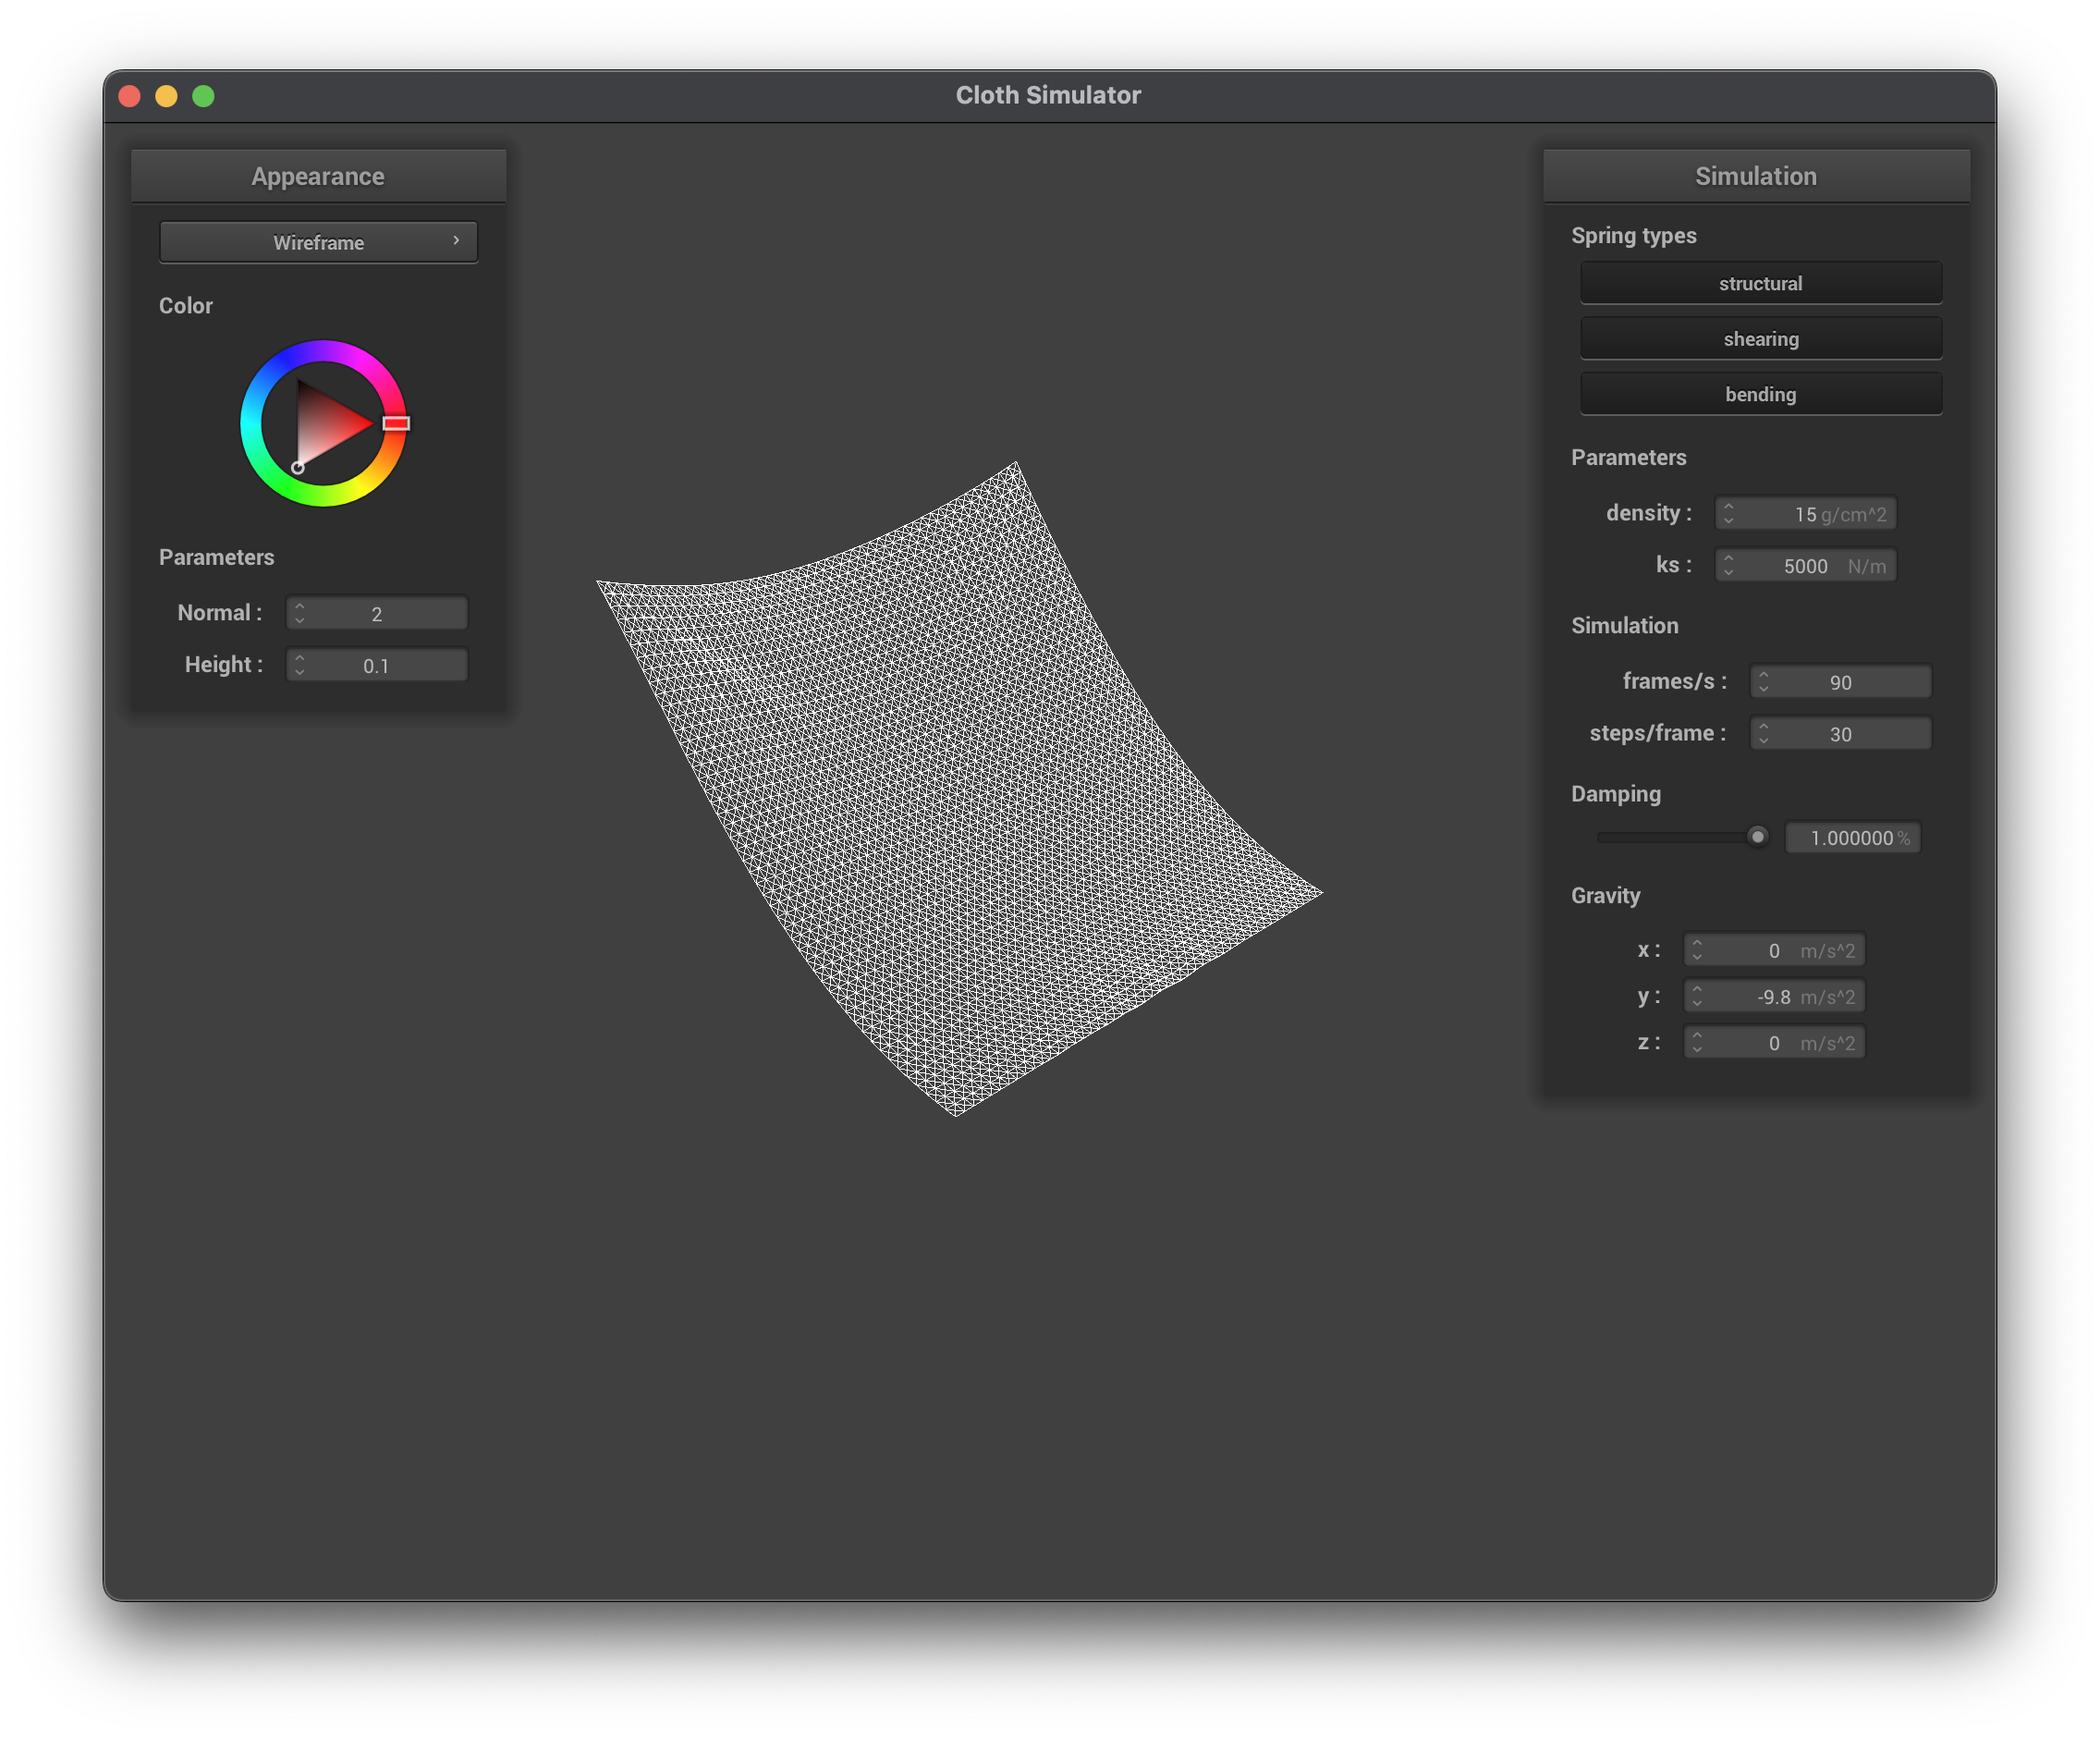 Cloth Simulator
Appearance
Wireframe
Color
Parameters
Normal : 2
Height : 0.1
Simulation
Spring types
structural
shearing
bending
Parameters
density : 15 g/cm^2
ks : 5000 N/m
Simulation
frames/s : 90
steps/frame : 30
Damping
1.000000 %
Gravity
x : 0 m/s^2
y : -9.8 m/s^2
z : 0 m/s^2